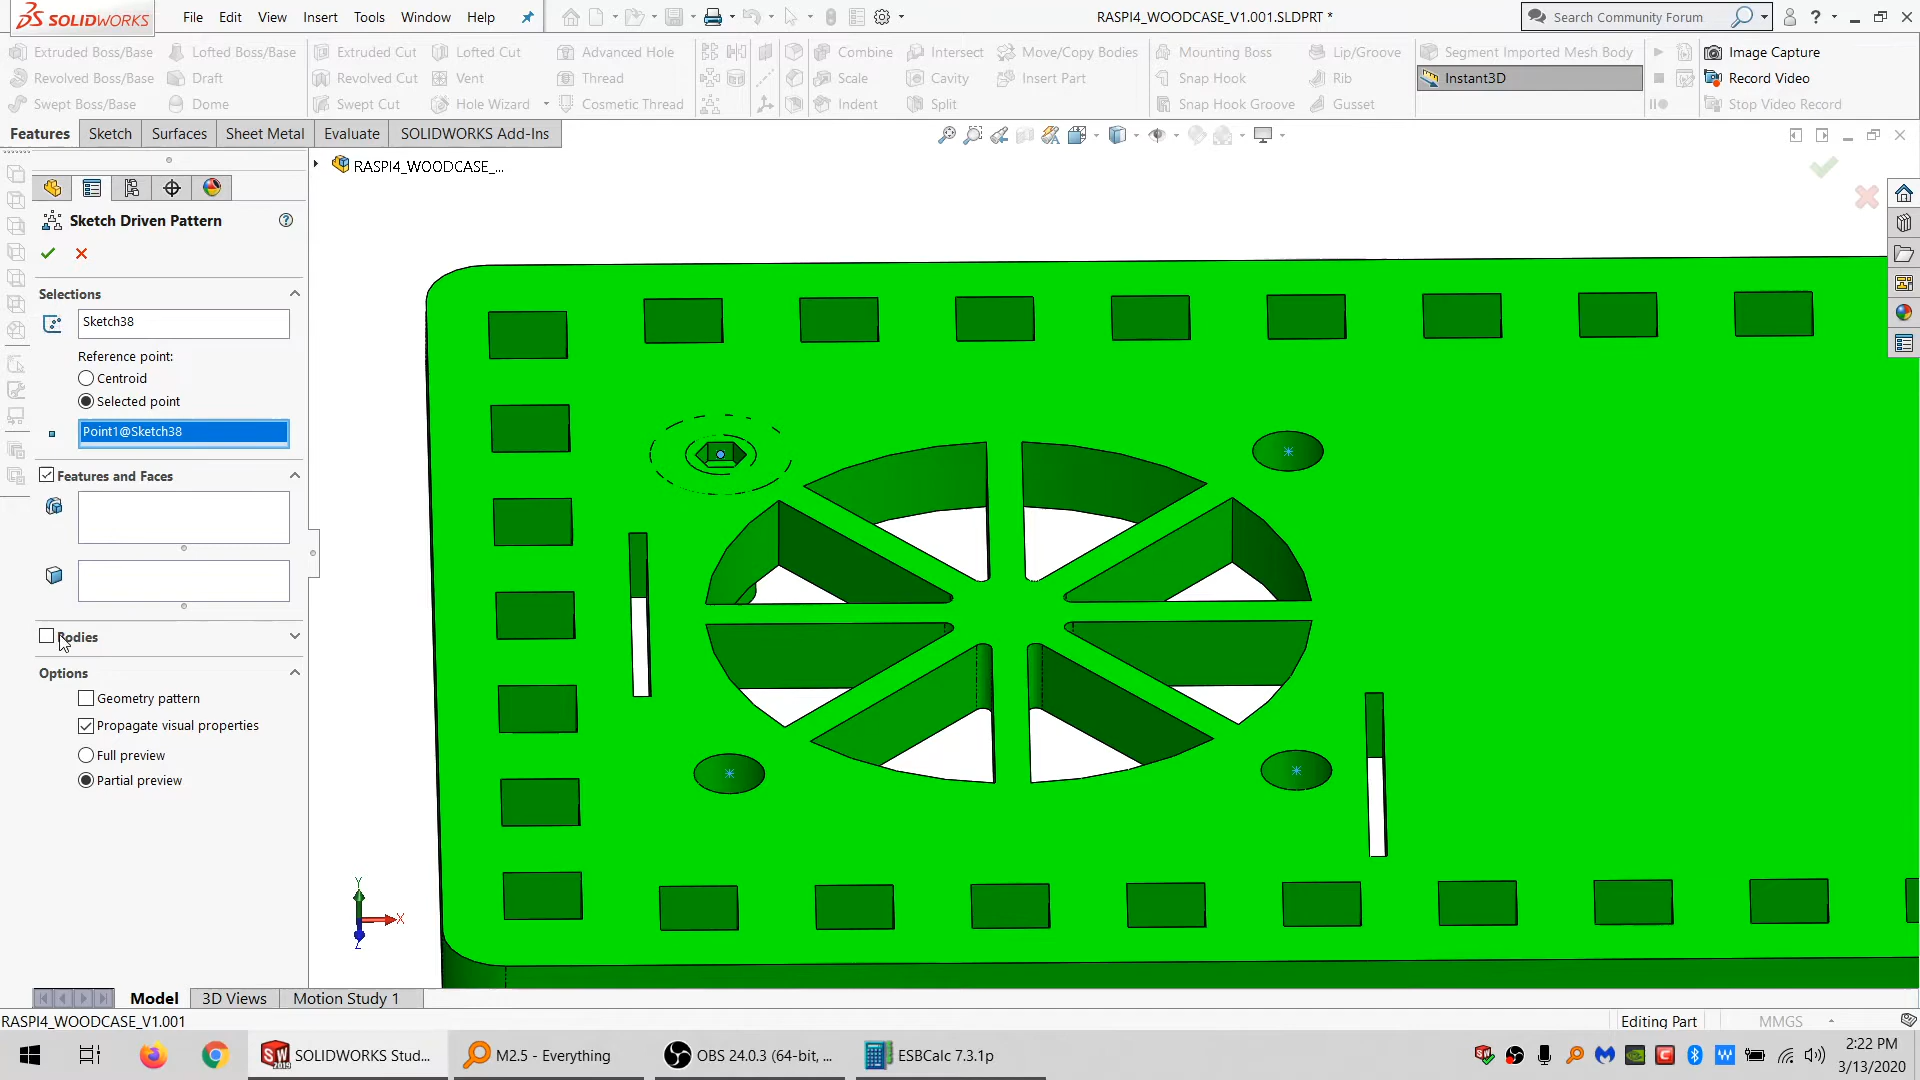 SOLIDWORKS
File Edit View Insert Tools Window Help
RASPI4_WOODCASE_V1.001.SLDPRT *
Search Community Forum
Extruded Boss/Base Lofted Boss/Base Extruded Cut Lofted Cut Advanced Hole Combine Intersect Move/Copy Bodies Mounting Boss Lip/Groove Segment Imported Mesh Body Image Capture
Revolved Boss/Base Draft Revolved Cut Vent Thread Scale Cavity Insert Part Snap Hook Rib Instant3D Record Video
Swept Boss/Base Dome Swept Cut Hole Wizard Cosmetic Thread Indent Split Snap Hook Groove Gusset Stop Video Record
Features Sketch Surfaces Sheet Metal Evaluate SOLIDWORKS Add-Ins
RASPI4_WOODCASE_...
Sketch Driven Pattern
Selections
Sketch38
Reference point:
Centroid
Selected point
Point1@Sketch38
Features and Faces
Bodies
Options
Geometry pattern
Propagate visual properties
Full preview
Partial preview
Y
X
Z
Model 3D Views Motion Study 1
RASPI4_WOODCASE_V1.001
Editing Part MMGS
SOLIDWORKS Stud... M2.5 - Everything OBS 24.0.3 (64-bit, ... ESBCalc 7.3.1p
2:22 PM
3/13/2020